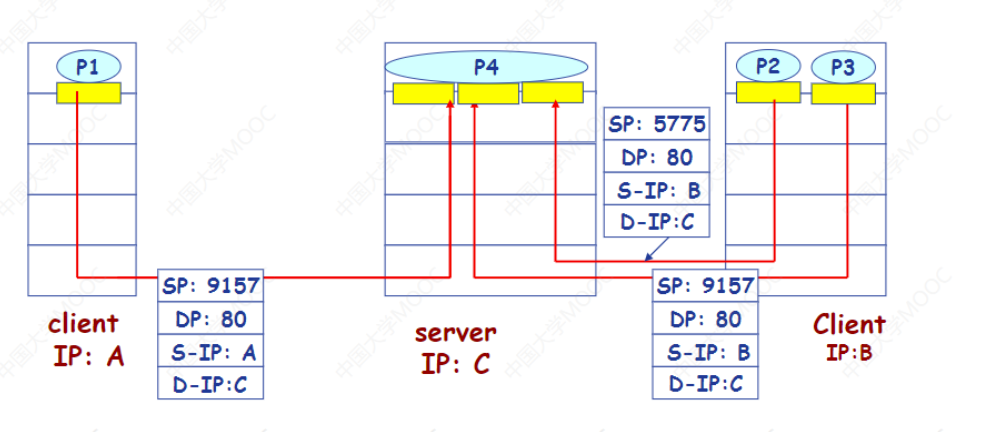 P1
P4
P2
P3
SP: 5775
DP: 80
S-IP: B
D-IP:C
SP: 9157
DP: 80
S-IP: A
D-IP:C
SP: 9157
DP: 80
S-IP: B
D-IP:C
client
IP: A
server
IP: C
Client
IP:B
中国大学MOOC